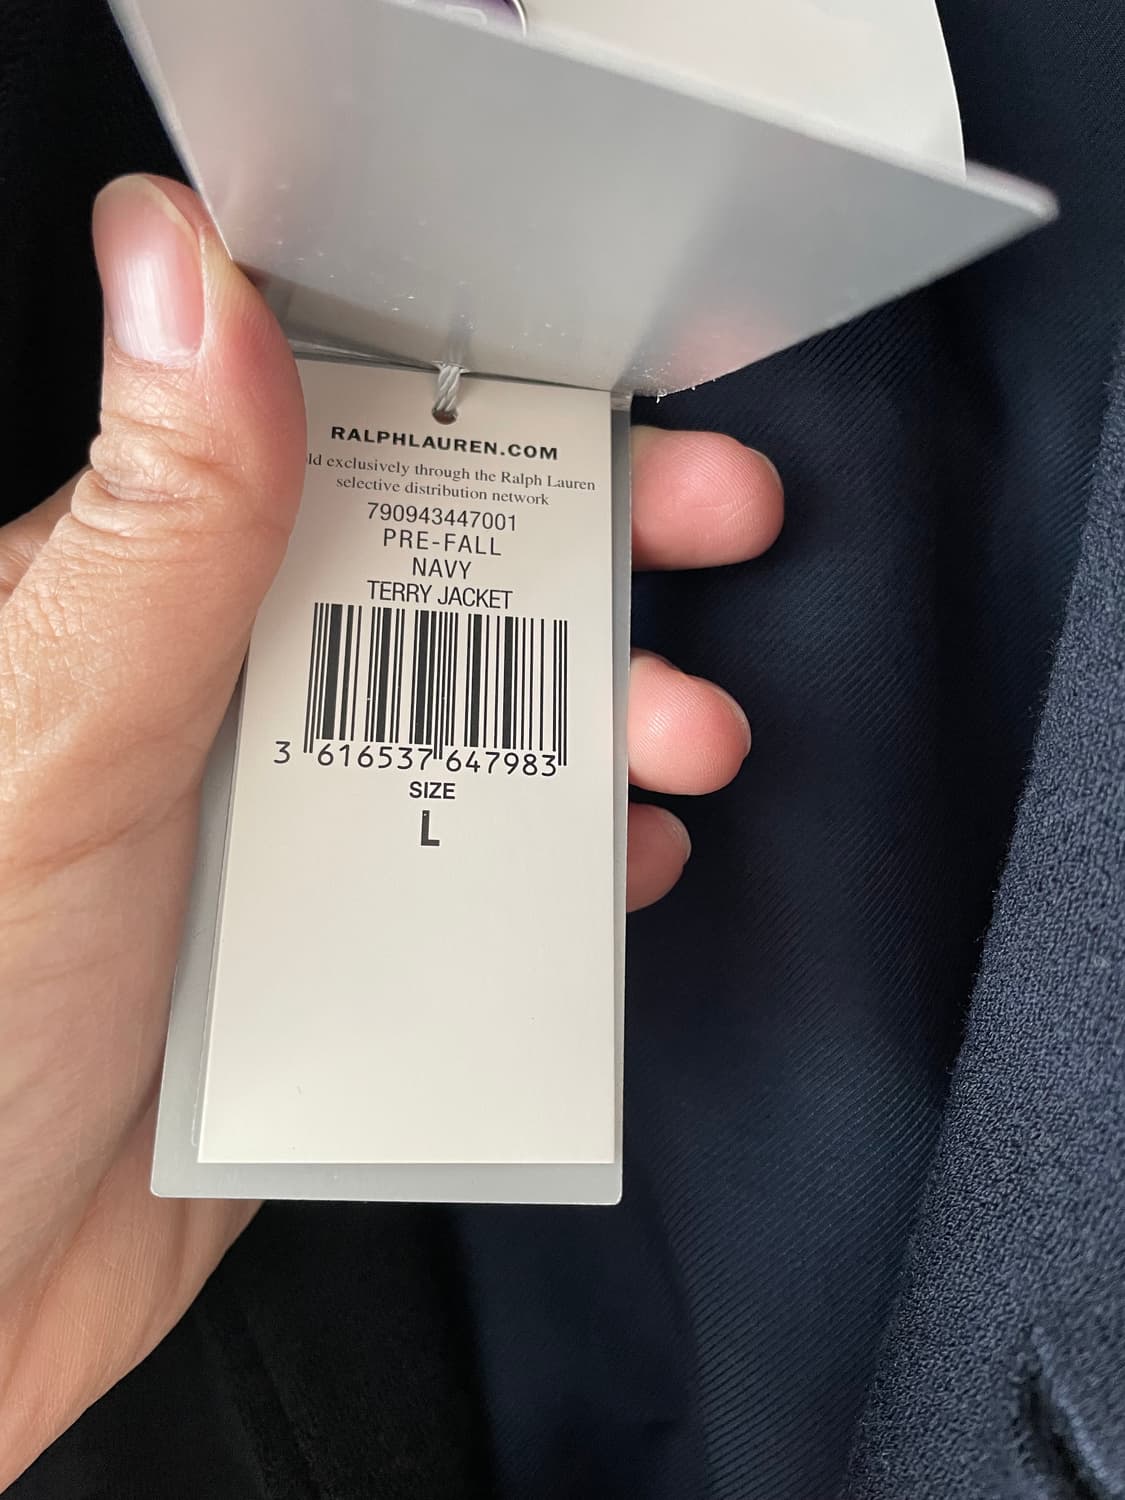 RALPHLAUREN.COM
ld exclusively through the Ralph Lauren
selective distribution network
790943447001
PRE-FALL
NAVY
TERRY JACKET
3 616537 647983
SIZE
L